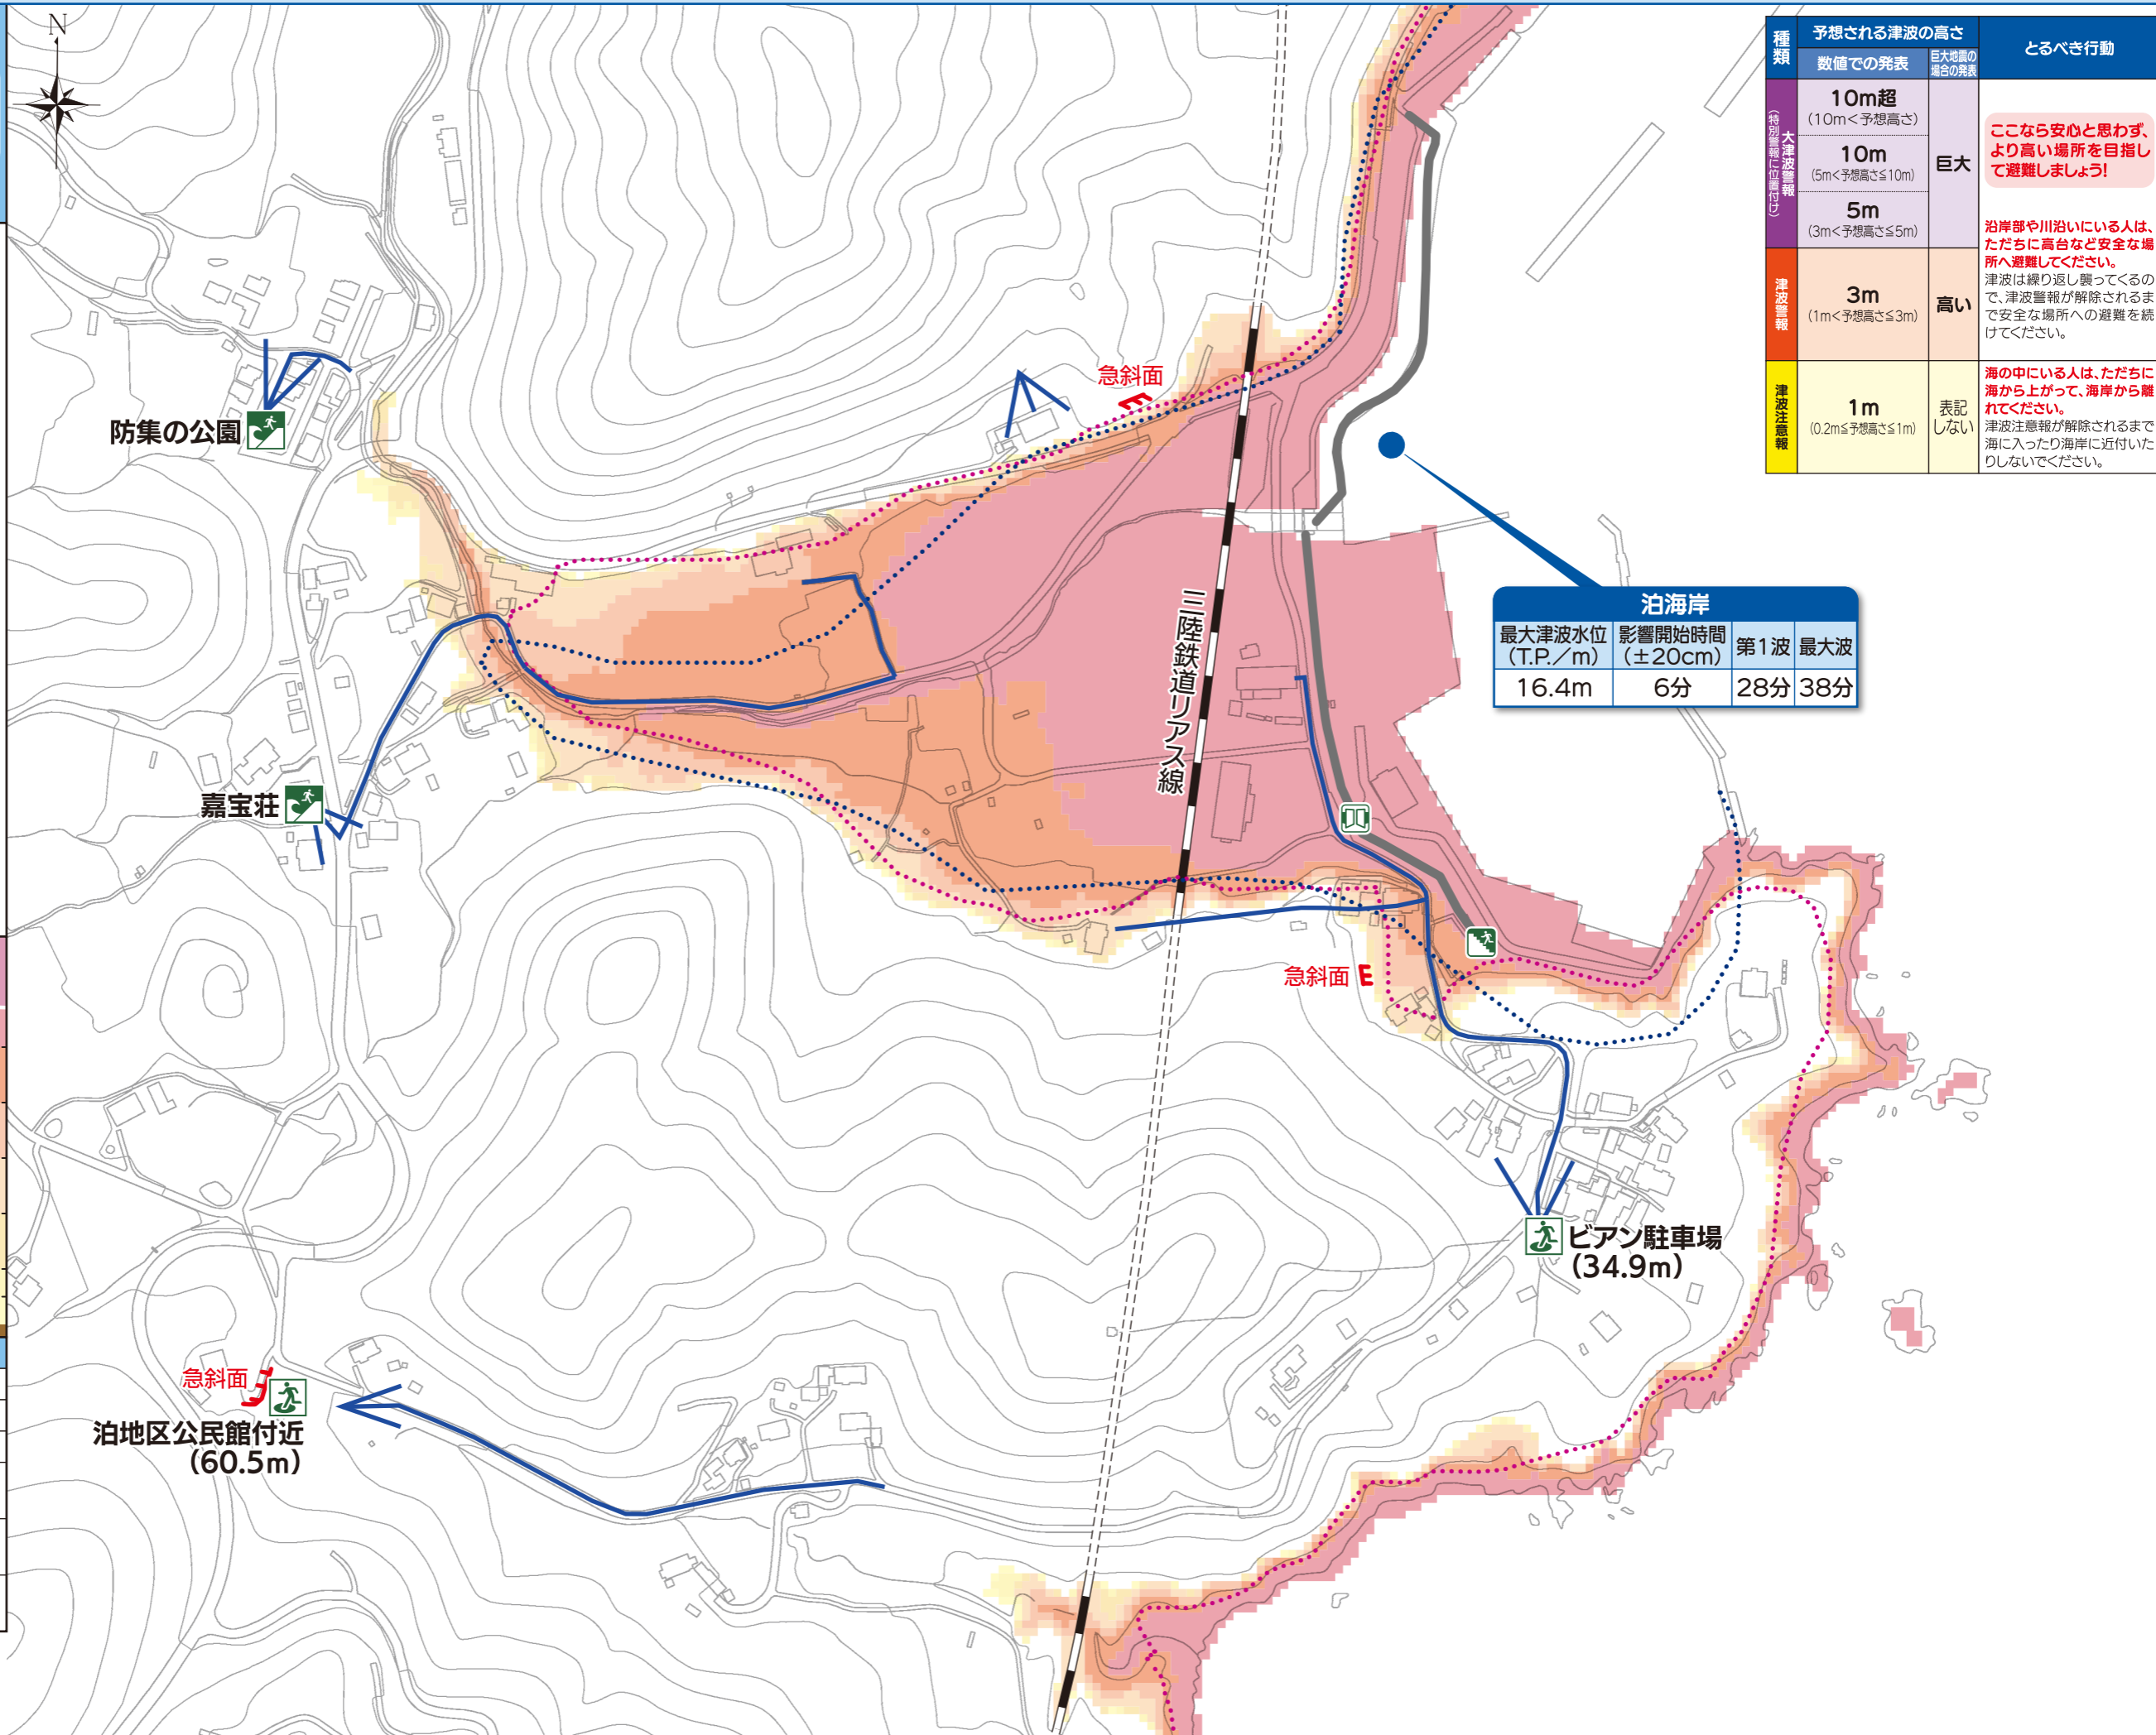 N
種類
予想される津波の高さ
数値での発表
巨大地震の
場合の発表
とるべき行動
大津波警報
(特別警報に位置付け)
10m超
(10m<予想高さ)
10m
(5m<予想高さ≦10m)
5m
(3m<予想高さ≦5m)
巨大
ここなら安心と思わず、
より高い場所を目指し
て避難しましょう!
津波警報
3m
(1m<予想高さ≦3m)
高い
沿岸部や川沿いにいる人は、
ただちに高台など安全な場
所へ避難してください。
津波は繰り返し襲ってくるの
で、津波警報が解除されるま
で安全な場所への避難を続
けてください。
津波注意報
1m
(0.2m≦予想高さ≦1m)
表記
しない
海の中にいる人は、ただちに
海から上がって、海岸から離
れてください。
津波注意報が解除されるまで
海に入ったり海岸に近付いた
りしないでください。
急斜面
防集の公園
三陸鉄道リアス線
泊海岸
最大津波水位
(T.P./m)
影響開始時間
(±20cm)
第1波
最大波
16.4m
6分
28分
38分
嘉宝荘
急斜面
ビアン駐車場
(34.9m)
急斜面
泊地区公民館付近
(60.5m)